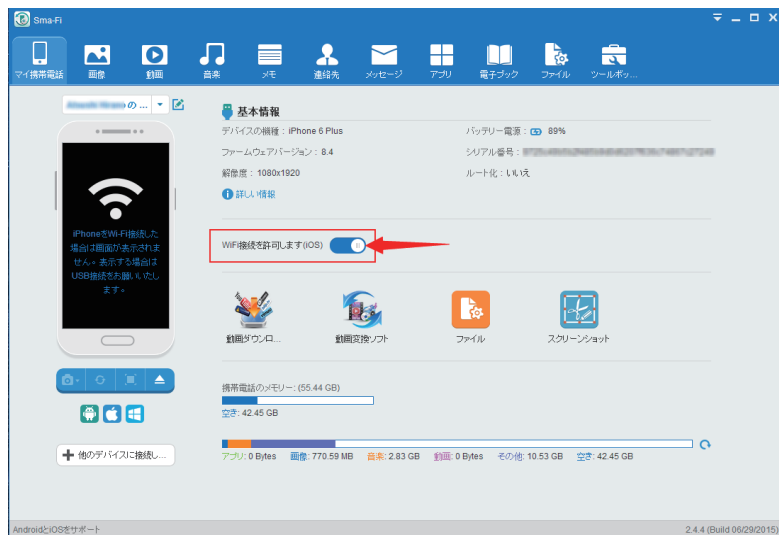 Sma-Fi
マイ携帯電話 画像 動画 音楽 メモ 連絡先 メッセージ アプリ 電子ブック ファイル ツールボッ...
の ...
基本情報
デバイスの機種 : iPhone 6 Plus
バッテリー電源 : 89%
ファームウェアバージョン : 8.4
シリアル番号 :
解像度 : 1080x1920
ルート化 : いいえ
詳しい情報
iPhoneをWi-Fi接続した
場合は画面が表示されま
せん。表示する場合は
USB接続をお願いいたし
ます。
WiFi接続を許可します(iOS)
動画ダウンロ... 動画変換ソフト ファイル スクリーンショット
携帯電話のメモリー: (55.44 GB)
空き: 42.45 GB
他のデバイスに接続し...
アプリ: 0 Bytes 画像: 770.59 MB 音楽: 2.83 GB 動画: 0 Bytes その他: 10.53 GB 空き: 42.45 GB
AndroidとiOSをサポート
2.4.4 (Build 06/29/2015)